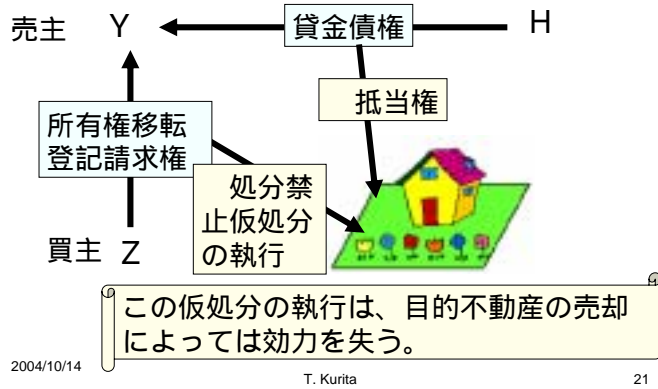 売主 Y
貸金債権
H
抵当権
所有権移転
登記請求権
処分禁
止仮処分
の執行
買主 Z
この仮処分の執行は、目的不動産の売却
によっては効力を失う。
2004/10/14
T. Kurita
21